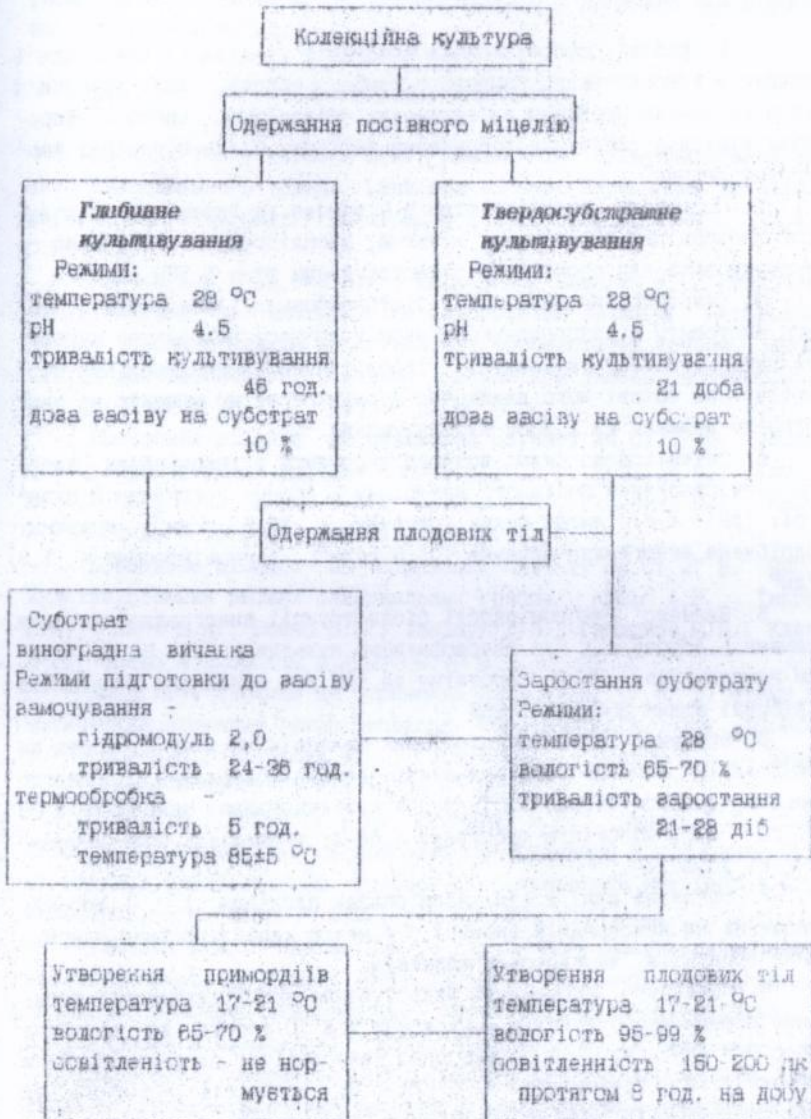 Колекційна культура
Одержання посівного міцелію
Глибинне
культивування
Режими:
температура 28 °C
pH 4.5
тривалість культивування
46 год.
доза засіву на субстрат
10 %
Твердосубстратне
культивування
Режими:
температура 28 °C
pH 4.5
тривалість культивування
21 доба
доза засіву на субстрат
10 %
Одержання плодових тіл
Субстрат
виноградна вичавка
Режими підготовки до засіву
замочування -
гідромодуль 2,0
тривалість 24-36 год.
термообробка
тривалість 5 год.
температура 85±5 °C
Заростання субстрату
Режими:
температура 28 °C
вологість 65-70 %
тривалість заростання
21-28 діб
Утворення примордіїв
температура 17-21 °C
вологість 65-70 %
освітленість - не нор-
мується
Утворення плодових тіл
температура 17-21 °C
вологість 95-99 %
освітленність 150-200 лк
протягом 8 год. на добу